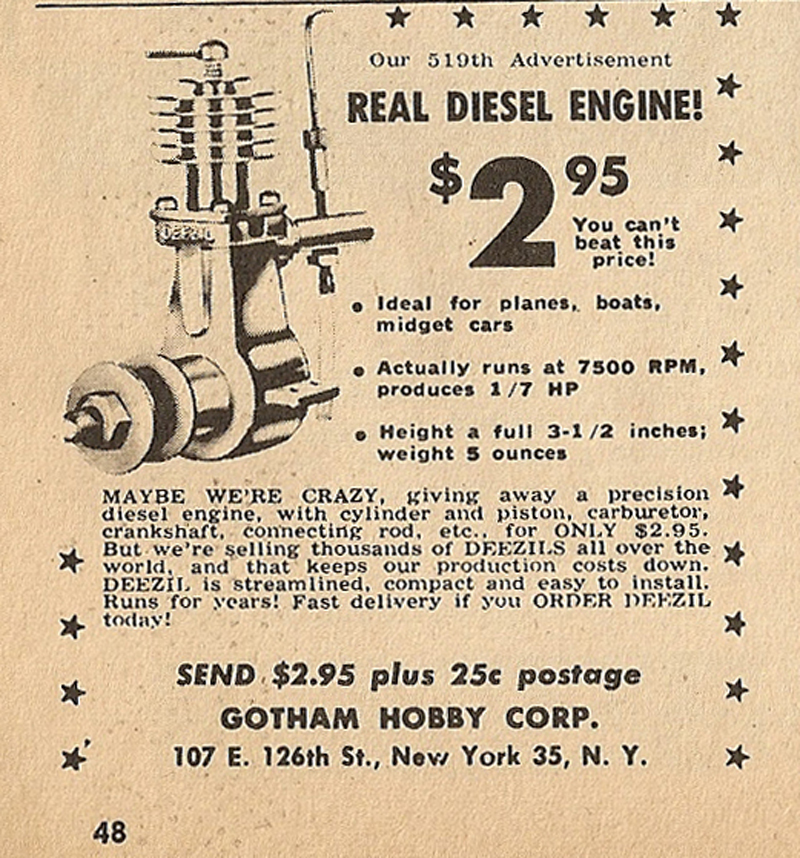 Our 519th Advertisement
REAL DIESEL ENGINE!
$2.95
You can't
beat this
price!
DEEZIL
• Ideal for planes, boats,
midget cars
• Actually runs at 7500 RPM,
produces 1/7 HP
• Height a full 3-1/2 inches;
weight 5 ounces
MAYBE WE'RE CRAZY, giving away a precision
diesel engine, with cylinder and piston, carburetor,
crankshaft, connecting rod, etc., for ONLY $2.95.
But we're selling thousands of DEEZILS all over the
world, and that keeps our production costs down.
DEEZIL is streamlined, compact and easy to install.
Runs for years! Fast delivery if you ORDER DEEZIL
today!
SEND $2.95 plus 25c postage
GOTHAM HOBBY CORP.
107 E. 126th St., New York 35, N. Y.
48